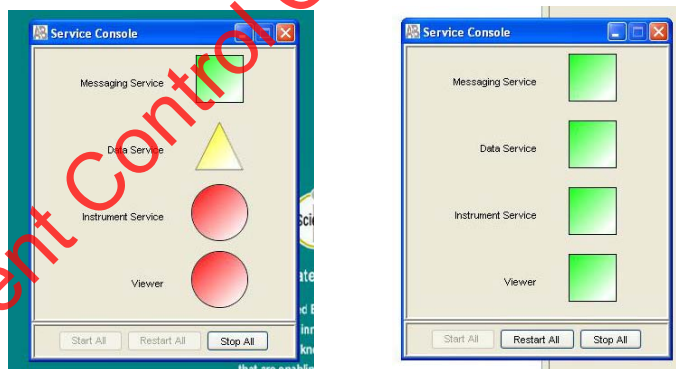 Service Console
Messaging Service
Data Service
Instrument Service
Viewer
Start All Restart All Stop All
Service Console
Messaging Service
Data Service
Instrument Service
Viewer
Start All Restart All Stop All
ent Control